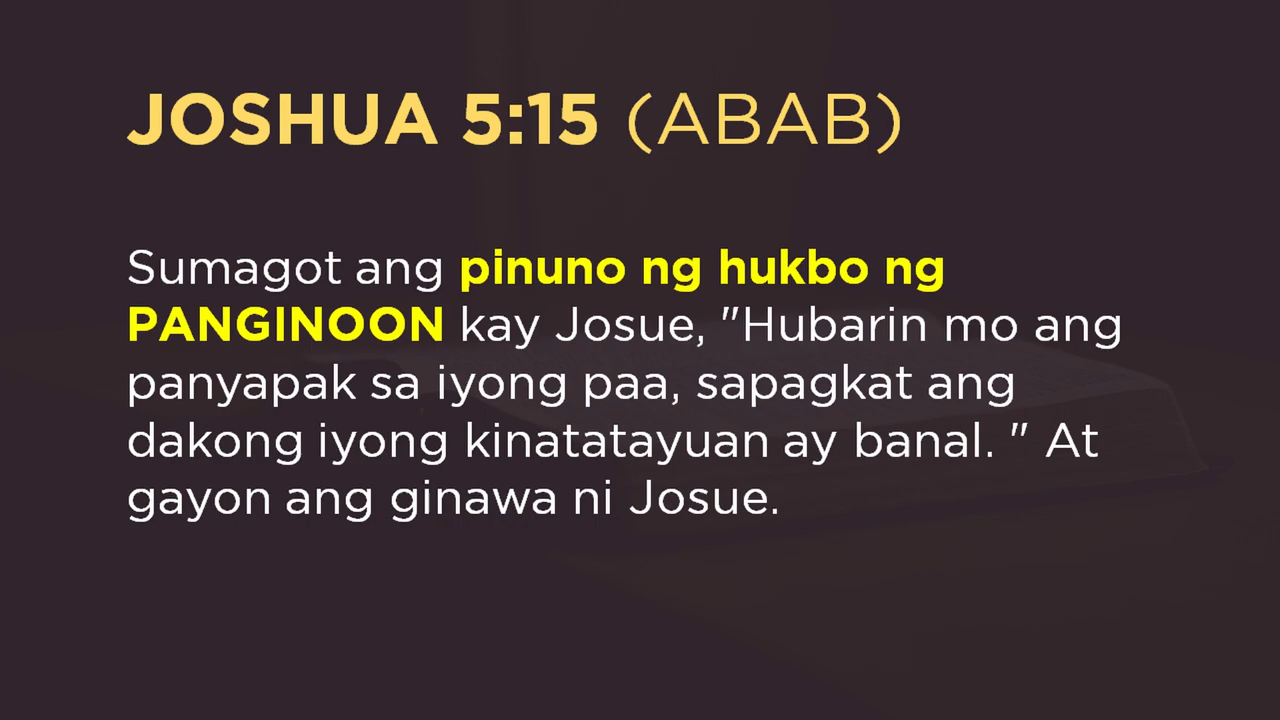 JOSHUA 5:15 (ABAB)
Sumagot ang pinuno ng hukbo ng
PANGINOON kay Josue, "Hubarin mo ang
panyapak sa iyong paa, sapagkat ang
dakong iyong kinatatayuan ay banal. " At
gayon ang ginawa ni Josue.